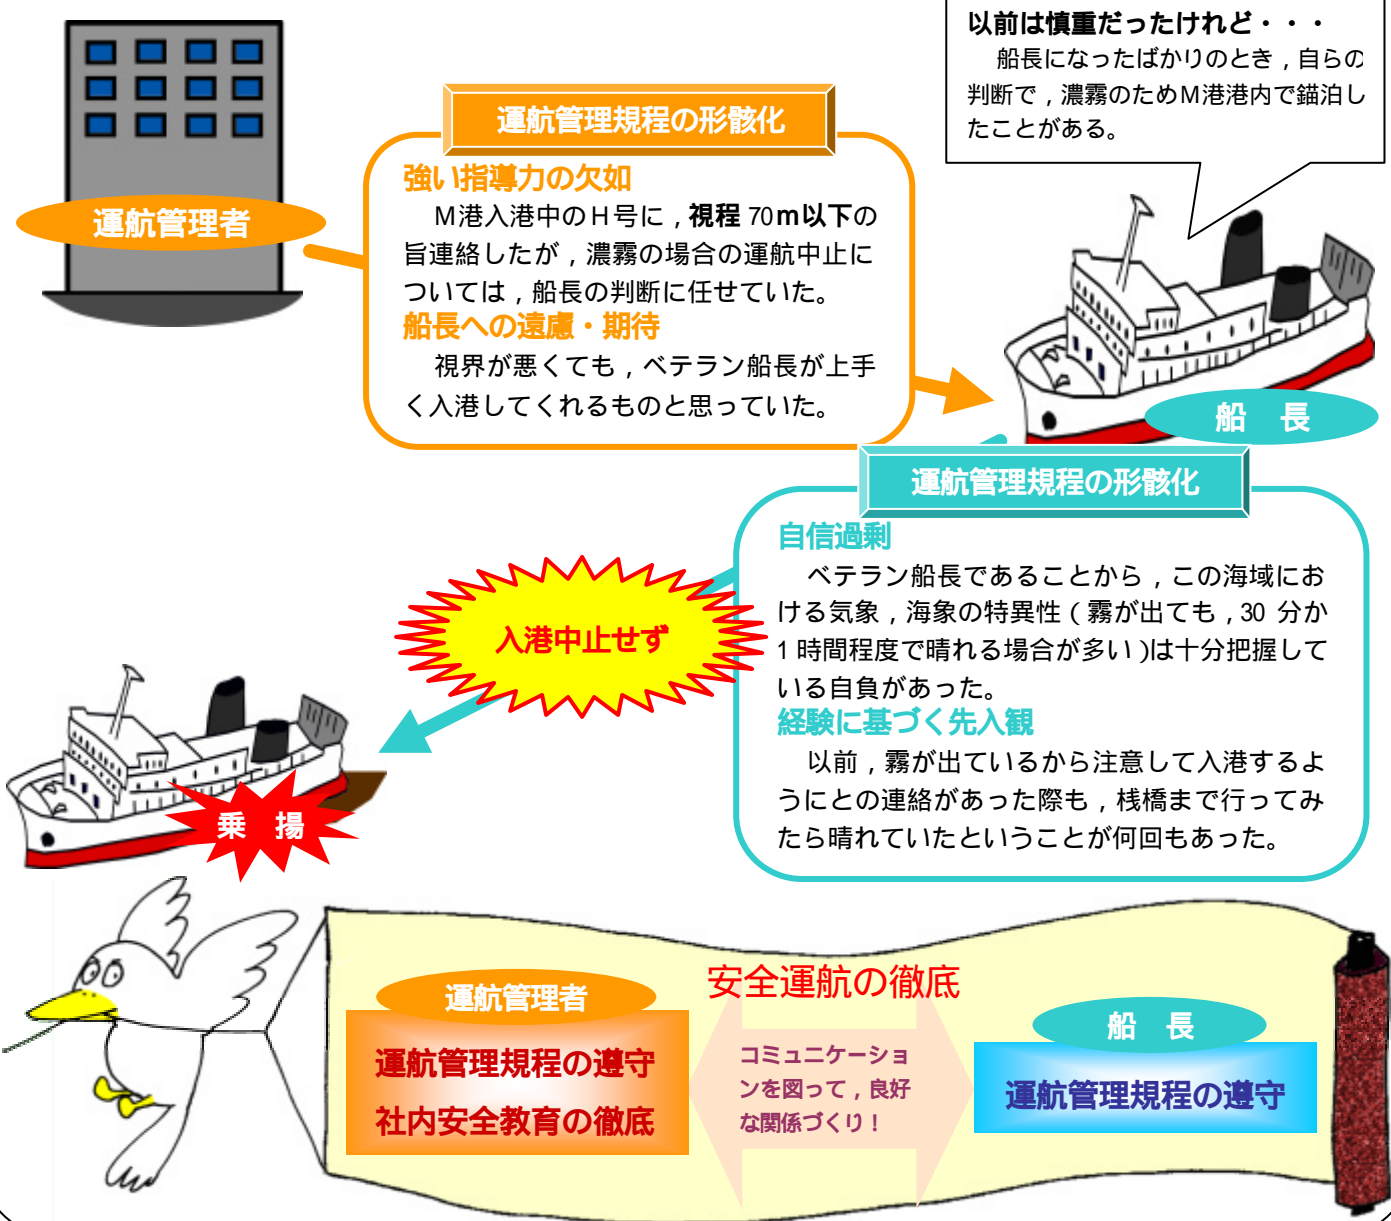 以前は慎重だったけれど・・・
船長になったばかりのとき，自らの
判断で，濃霧のためＭ港港内で錨泊し
たことがある。
運航管理者
運航管理規程の形骸化
強い指導力の欠如
Ｍ港入港中のＨ号に，視程 70ｍ以下の
旨連絡したが，濃霧の場合の運航中止に
ついては，船長の判断に任せていた。
船長への遠慮・期待
視界が悪くても，ベテラン船長が上手
く入港してくれるものと思っていた。
船　長
運航管理規程の形骸化
自信過剰
ベテラン船長であることから，この海域にお
ける気象，海象の特異性（霧が出ても，30 分か
1 時間程度で晴れる場合が多い）は十分把握して
いる自負があった。
経験に基づく先入観
以前，霧が出ているから注意して入港するよ
うにとの連絡があった際も，桟橋まで行ってみ
たら晴れていたということが何回もあった。
入港中止せず
乗　揚
安全運航の徹底
運航管理者
運航管理規程の遵守
社内安全教育の徹底
コミュニケーショ
ンを図って，良好
な関係づくり！
船　長
運航管理規程の遵守